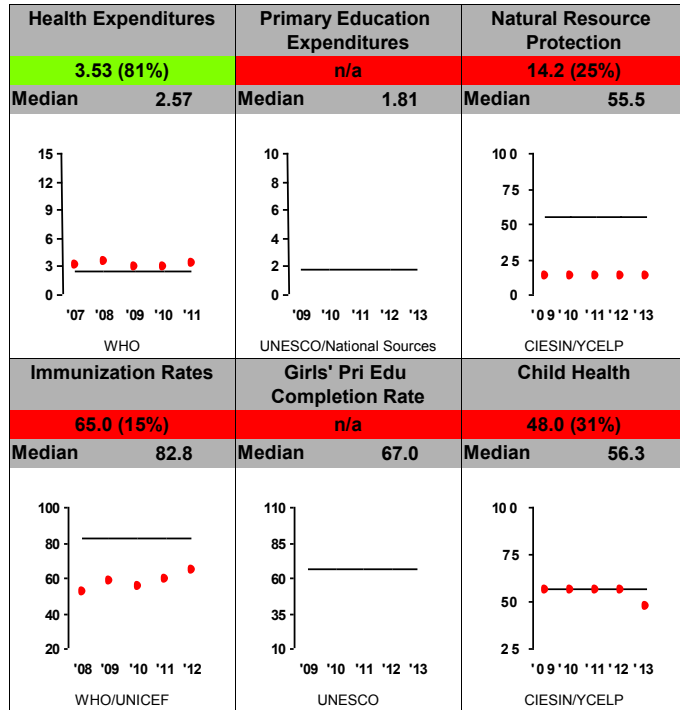 Health Expenditures
3.53 (81%)
Median 2.57
15
12
9
6
3
0
'07 '08 '09 '10 '11
WHO
Primary Education
Expenditures
n/a
Median 1.81
10
8
6
4
2
0
'09 '10 '11 '12 '13
UNESCO/National Sources
Natural Resource
Protection
14.2 (25%)
Median 55.5
10 0
7 5
50
2 5
0
'0 9 '10 '11 '12 '13
CIESIN/YCELP
Immunization Rates
65.0 (15%)
Median 82.8
100
80
60
40
20
'08 '09 '10 '11 '12
WHO/UNICEF
Girls' Pri Edu
Completion Rate
n/a
Median 67.0
110
85
60
35
10
'09 '10 '11 '12 '13
UNESCO
Child Health
48.0 (31%)
Median 56.3
10 0
7 5
50
2 5
'0 9 '10 '11 '12 '13
CIESIN/YCELP